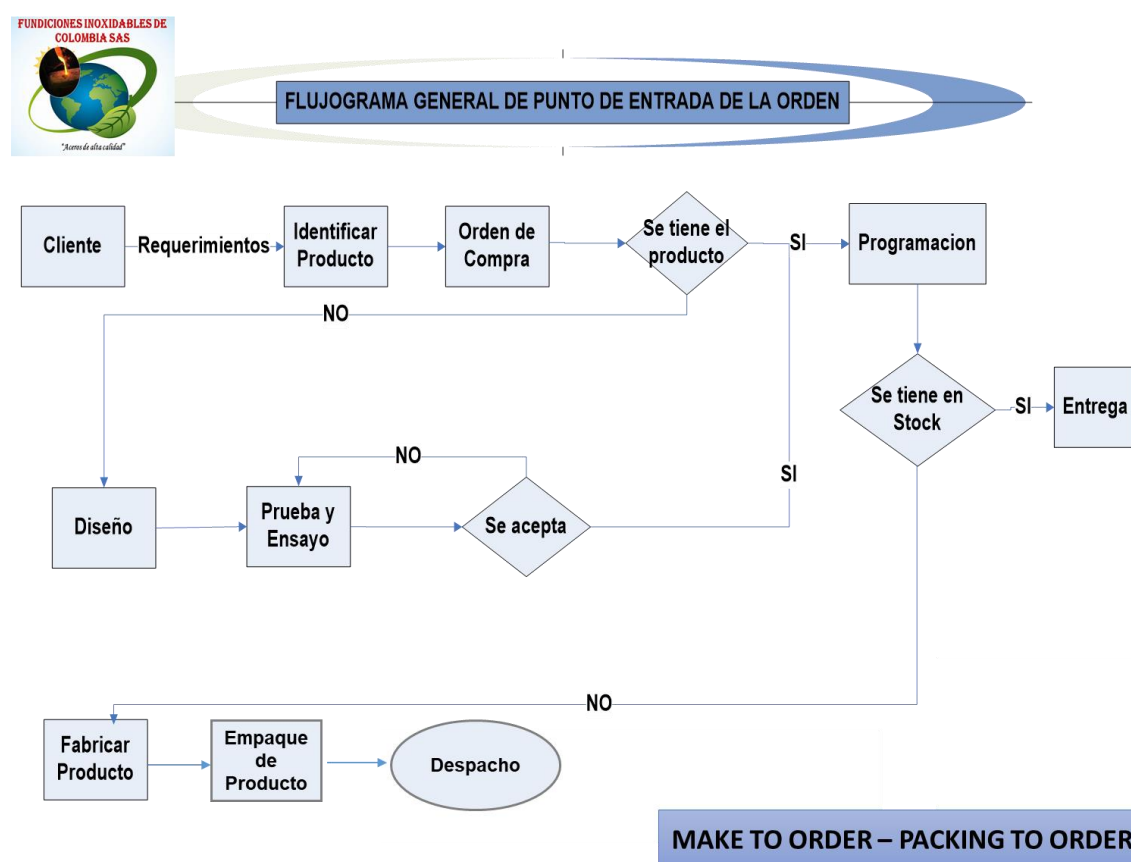 FUNDICIONES INOXIDABLES DE
COLOMBIA SAS
"Aceros de alta calidad"
FLUJOGRAMA GENERAL DE PUNTO DE ENTRADA DE LA ORDEN
Cliente
Requerimientos
Identificar
Producto
Orden de
Compra
Se tiene el
producto
SI
Programacion
NO
Se tiene en
Stock
SI
Entrega
NO
SI
Diseño
Prueba y
Ensayo
Se acepta
NO
Fabricar
Producto
Empaque
de
Producto
Despacho
MAKE TO ORDER – PACKING TO ORDER